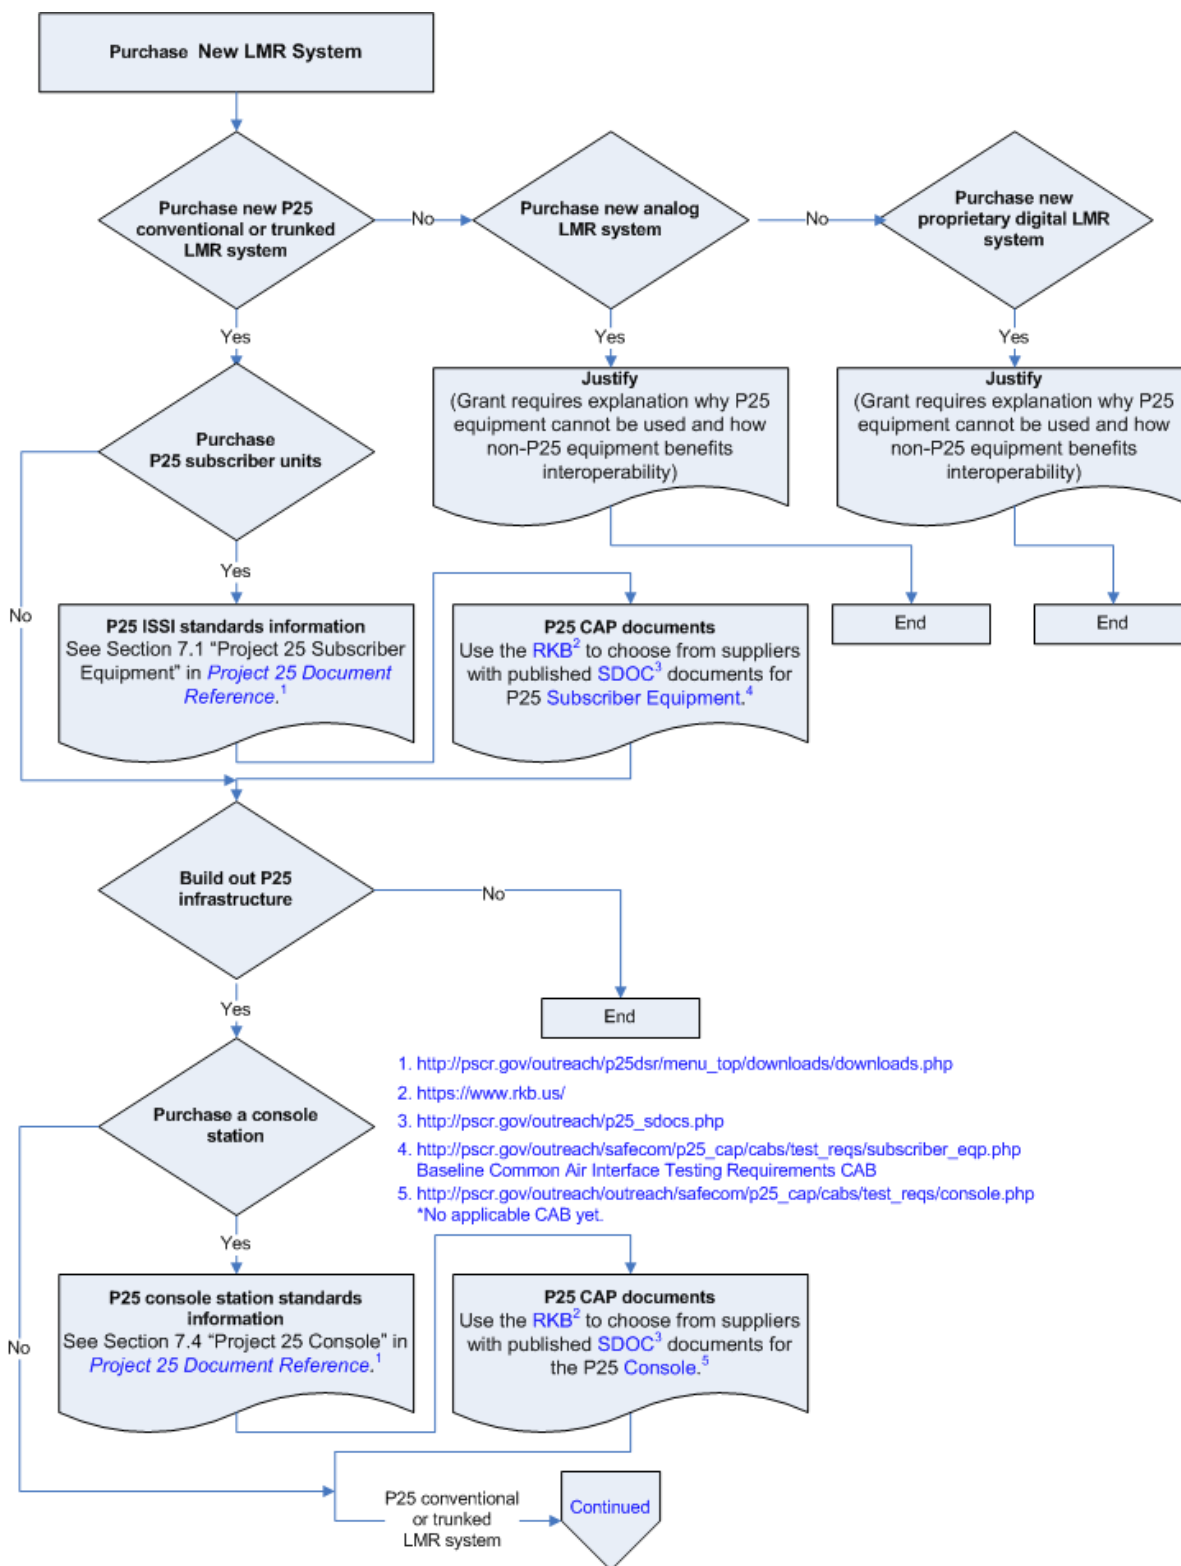 Purchase New LMR System
Purchase new P25
conventional or trunked
LMR system
No
Purchase new analog
LMR system
No
Purchase new
proprietary digital LMR
system
Yes
Yes
Yes
Purchase
P25 subscriber units
Justify
(Grant requires explanation why P25
equipment cannot be used and how
non-P25 equipment benefits
interoperability)
Justify
(Grant requires explanation why P25
equipment cannot be used and how
non-P25 equipment benefits
interoperability)
Yes
No
P25 ISSI standards information
See Section 7.1 “Project 25 Subscriber
Equipment” in Project 25 Document
Reference.1
P25 CAP documents
Use the RKB2 to choose from suppliers
with published SDOC3 documents for
P25 Subscriber Equipment.4
End
End
Build out P25
infrastructure
No
Yes
End
Purchase a console
station
1. http://pscr.gov/outreach/p25dsr/menu_top/downloads/downloads.php
2. https://www.rkb.us/
3. http://pscr.gov/outreach/p25_sdocs.php
4. http://pscr.gov/outreach/safecom/p25_cap/cabs/test_reqs/subscriber_eqp.php
Baseline Common Air Interface Testing Requirements CAB
5. http://pscr.gov/outreach/outreach/safecom/p25_cap/cabs/test_reqs/console.php
*No applicable CAB yet.
Yes
No
P25 console station standards
information
See Section 7.4 “Project 25 Console” in
Project 25 Document Reference.1
P25 CAP documents
Use the RKB2 to choose from suppliers
with published SDOC3 documents for
the P25 Console.5
P25 conventional
or trunked
LMR system
Continued